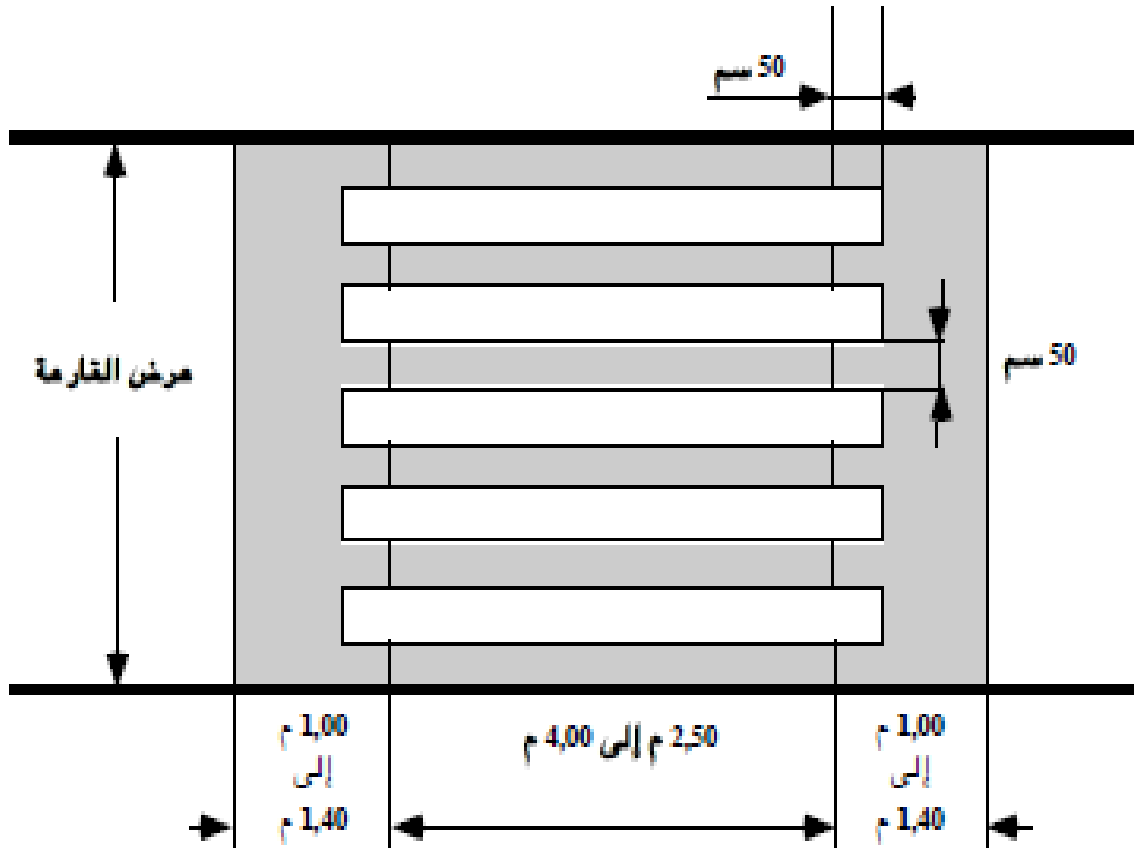 50 سم
50 سم
عرض القارعة
1,00 م
إلى
1,40 م
2,50 م إلى 4,00 م
1,00 م
إلى
1,40 م